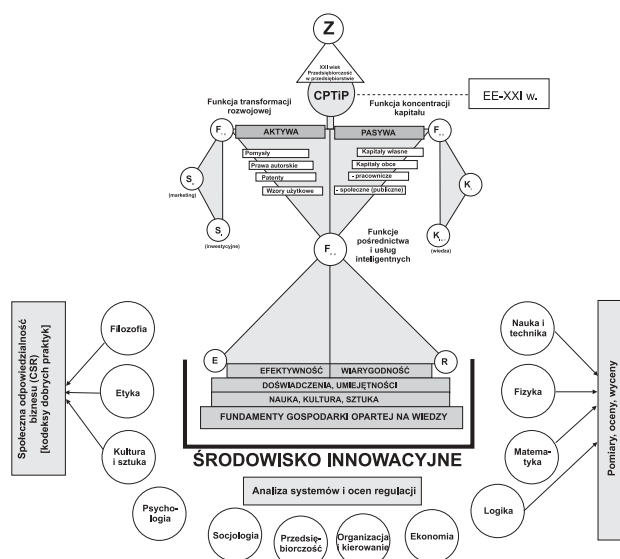 Z
XXI wiek
Przedsiębiorczość
w przedsiębiorstwie
CPTiP
EE-XXI w.
Funkcja transformacji
rozwojowej
Funkcja koncentracji
kapitału
F
AKTYWA
PASYWA
F
Pomysły
Prawa autorskie
Patenty
Wzory użytkowe
Kapitały własne
Kapitały obce
- pracownicze
- społeczne (publiczne)
S
(marketing)
S
(inwestycyjne)
K
K
(wiedza)
F
Funkcje
pośrednictwa
i usług
inteligentnych
E
R
EFEKTYWNOŚĆ
WIARYGODNOŚĆ
DOŚWIADCZENIA, UMIEJĘTNOŚCI
NAUKA, KULTURA, SZTUKA
FUNDAMENTY GOSPODARKI OPARTEJ NA WIEDZY
ŚRODOWISKO INNOWACYJNE
Analiza systemów i ocen regulacji
Społeczna odpowiedzialność
biznesu (CSR)
[kodeksy dobrych praktyk]
Filozofia
Etyka
Kultura
i sztuka
Psycho-
logia
Socjologia
Przedsię-
biorczość
Organizacja
i kierowanie
Ekonomia
Logika
Matema-
tyka
Fizyka
Nauka i
technika
Pomiary, oceny, wyceny